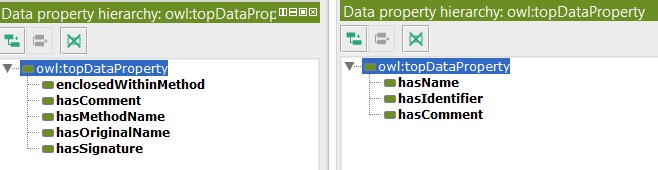 Data property hierarchy: owl:topDataProp
owl:topDataProperty
enclosedWithinMethod
hasComment
hasMethodName
hasOriginalName
hasSignature
Data property hierarchy: owl:topDataProperty
owl:topDataProperty
hasName
hasIdentifier
hasComment